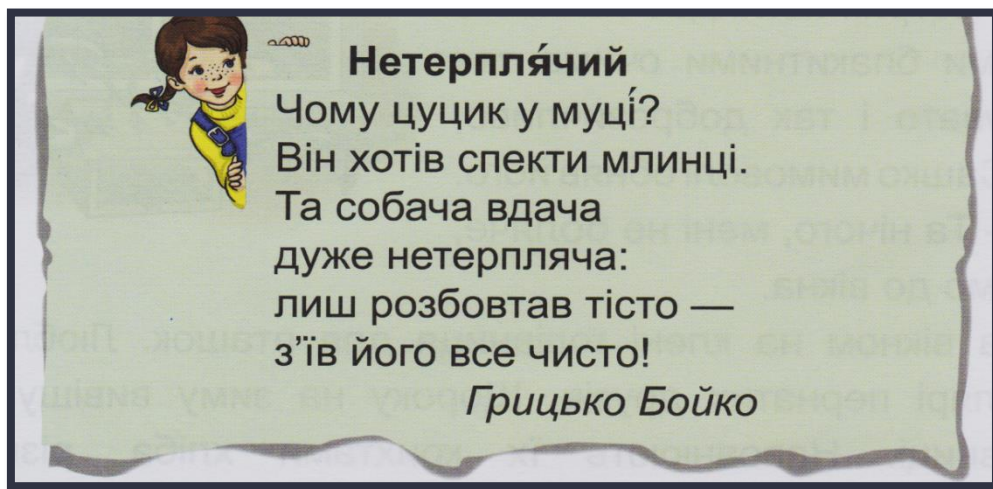 Нетерпля́чий
Чому цуцик у муці́?
Він хотів спекти млинці.
Та собача вдача
дуже нетерпляча:
лиш розбовтав тісто —
з”їв його все чисто!
Грицько Бойко